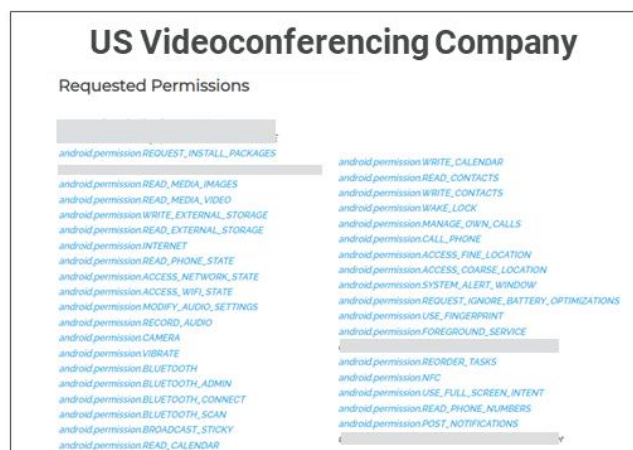 US Videoconferencing Company
Requested Permissions
android.permission.REQUEST_INSTALL_PACKAGES
android.permission.READ_MEDIA_IMAGES
android.permission.READ_MEDIA_VIDEO
android.permission.WRITE_EXTERNAL_STORAGE
android.permission.READ_EXTERNAL_STORAGE
android.permission.INTERNET
android.permission.READ_PHONE_STATE
android.permission.ACCESS_NETWORK_STATE
android.permission.ACCESS_WIFI_STATE
android.permission.MODIFY_AUDIO_SETTINGS
android.permission.RECORD_AUDIO
android.permission.CAMERA
android.permission.VIBRATE
android.permission.BLUETOOTH
android.permission.BLUETOOTH_ADMIN
android.permission.BLUETOOTH_CONNECT
android.permission.BLUETOOTH_SCAN
android.permission.BROADCAST_STICKY
android.permission.READ_CALENDAR
android.permission.WRITE_CALENDAR
android.permission.READ_CONTACTS
android.permission.WRITE_CONTACTS
android.permission.WAKE_LOCK
android.permission.MANAGE_OWN_CALLS
android.permission.CALL_PHONE
android.permission.ACCESS_FINE_LOCATION
android.permission.ACCESS_COARSE_LOCATION
android.permission.SYSTEM_ALERT_WINDOW
android.permission.REQUEST_IGNORE_BATTERY_OPTIMIZATIONS
android.permission.USE_FINGERPRINT
android.permission.FOREGROUND_SERVICE
android.permission.REORDER_TASKS
android.permission.NFC
android.permission.USE_FULL_SCREEN_INTENT
android.permission.READ_PHONE_NUMBERS
android.permission.POST_NOTIFICATIONS